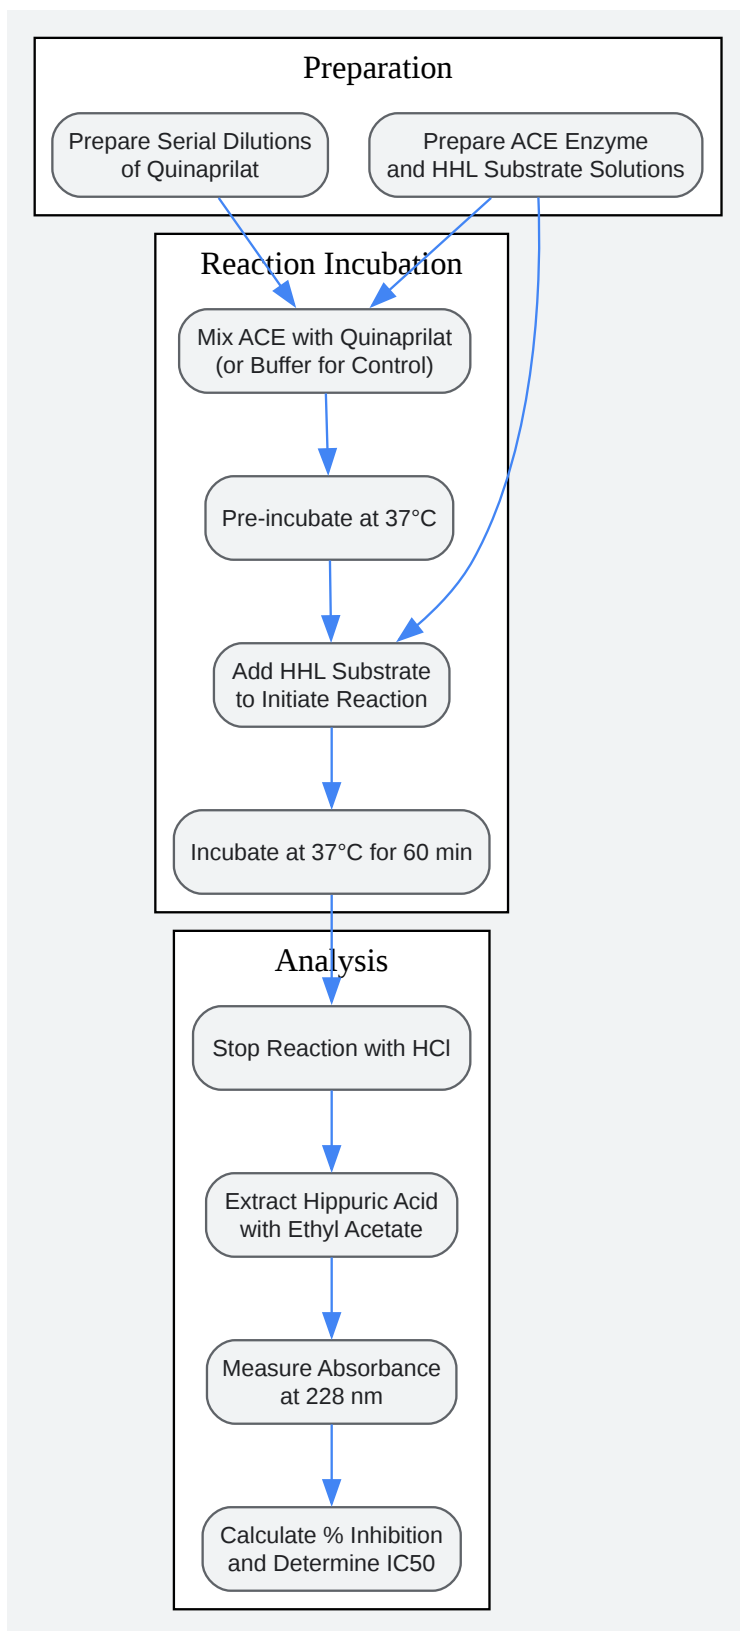 Preparation
Prepare Serial Dilutions
of Quinaprilat
Prepare ACE Enzyme
and HHL Substrate Solutions
Reaction Incubation
Mix ACE with Quinaprilat
(or Buffer for Control)
Pre-incubate at 37°C
Add HHL Substrate
to Initiate Reaction
Incubate at 37°C for 60 min
Analysis
Stop Reaction with HCl
Extract Hippuric Acid
with Ethyl Acetate
Measure Absorbance
at 228 nm
Calculate % Inhibition
and Determine IC50